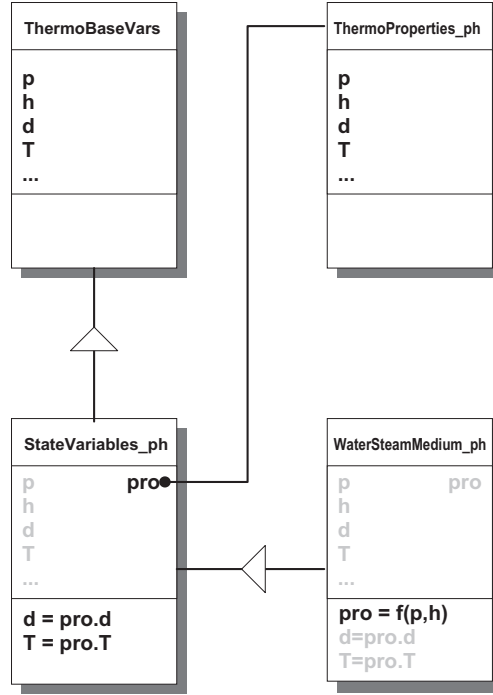 ThermoBaseVars
p
h
d
T
...
ThermoProperties_ph
p
h
d
T
...
StateVariables_ph
p pro
h
d
T
...
d = pro.d
T = pro.T
WaterSteamMedium_ph
p pro
h
d
T
...
pro = f(p,h)
d=pro.d
T=pro.T